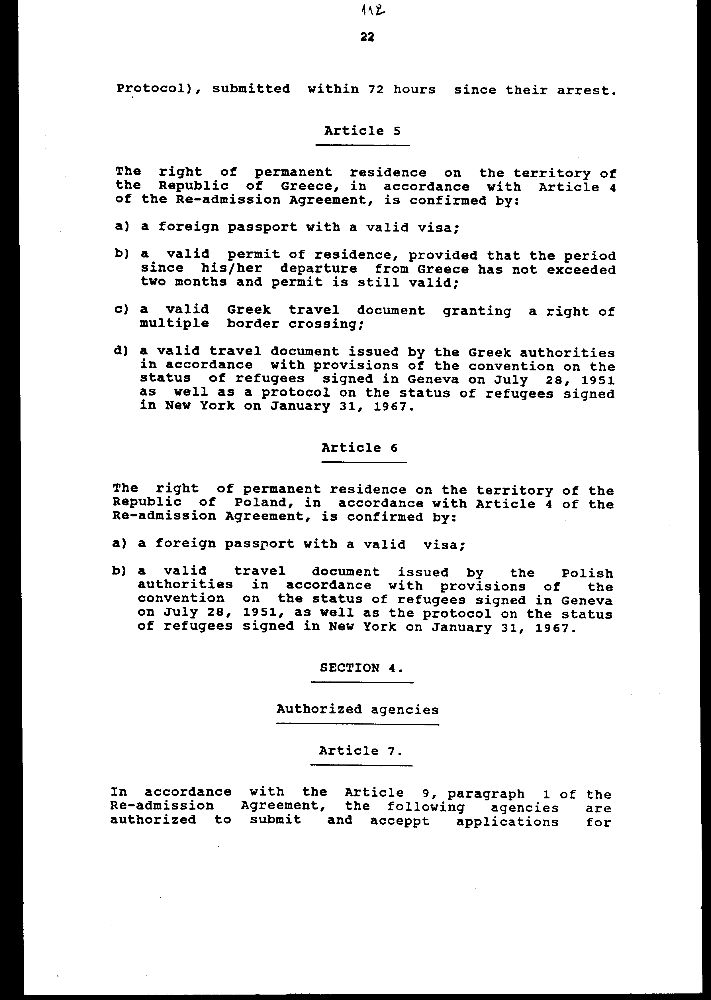 112
22
Protocol), submitted within 72 hours since their arrest.
Article 5
The right of permanent residence on the territory of
the Republic of Greece, in accordance with Article 4
of the Re-admission Agreement, is confirmed by:
a) a foreign passport with a valid visa;
b) a valid permit of residence, provided that the period
since his/her departure from Greece has not exceeded
two months and permit is still valid;
c) a valid Greek travel document granting a right of
multiple border crossing;
d) a valid travel document issued by the Greek authorities
in accordance with provisions of the convention on the
status of refugees signed in Geneva on July 28, 1951
as well as a protocol on the status of refugees signed
in New York on January 31, 1967.
Article 6
The right of permanent residence on the territory of the
Republic of Poland, in accordance with Article 4 of the
Re-admission Agreement, is confirmed by:
a) a foreign passport with a valid visa;
b) a valid travel document issued by the Polish
authorities in accordance with provisions of the
convention on the status of refugees signed in Geneva
on July 28, 1951, as well as the protocol on the status
of refugees signed in New York on January 31, 1967.
SECTION 4.
Authorized agencies
Article 7.
In accordance with the Article 9, paragraph 1 of the
Re-admission Agreement, the following agencies are
authorized to submit and acceppt applications for